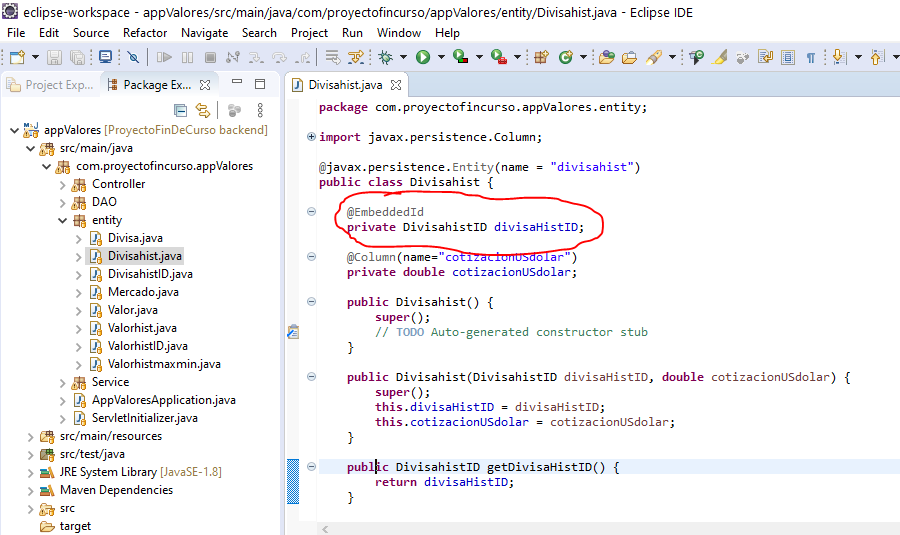 eclipse-workspace - appValores/src/main/java/com/proyectofincurso/appValores/entity/Divisahist.java - Eclipse IDE
File Edit Source Refactor Navigate Search Project Run Window Help
Project Exp... Package Ex...
appValores [ProyectoFinDeCurso backend]
src/main/java
com.proyectofincurso.appValores
Controller
DAO
entity
Divisa.java
Divisahist.java
DivisahistID.java
Mercado.java
Valor.java
Valorhist.java
ValorhistID.java
Valorhistmaxmin.java
Service
AppValoresApplication.java
ServletInitializer.java
src/main/resources
src/test/java
JRE System Library [JavaSE-1.8]
Maven Dependencies
src
target
Divisahist.java
package com.proyectofincurso.appValores.entity;
import javax.persistence.Column;
@javax.persistence.Entity(name = "divisahist")
public class Divisahist {
@EmbeddedId
private DivisahistID divisaHistID;
@Column(name="cotizacionUSdolar")
private double cotizacionUSdolar;
public Divisahist() {
super();
// TODO Auto-generated constructor stub
}
public Divisahist(DivisahistID divisaHistID, double cotizacionUSdolar) {
super();
this.divisaHistID = divisaHistID;
this.cotizacionUSdolar = cotizacionUSdolar;
}
public DivisahistID getDivisaHistID() {
return divisaHistID;
}